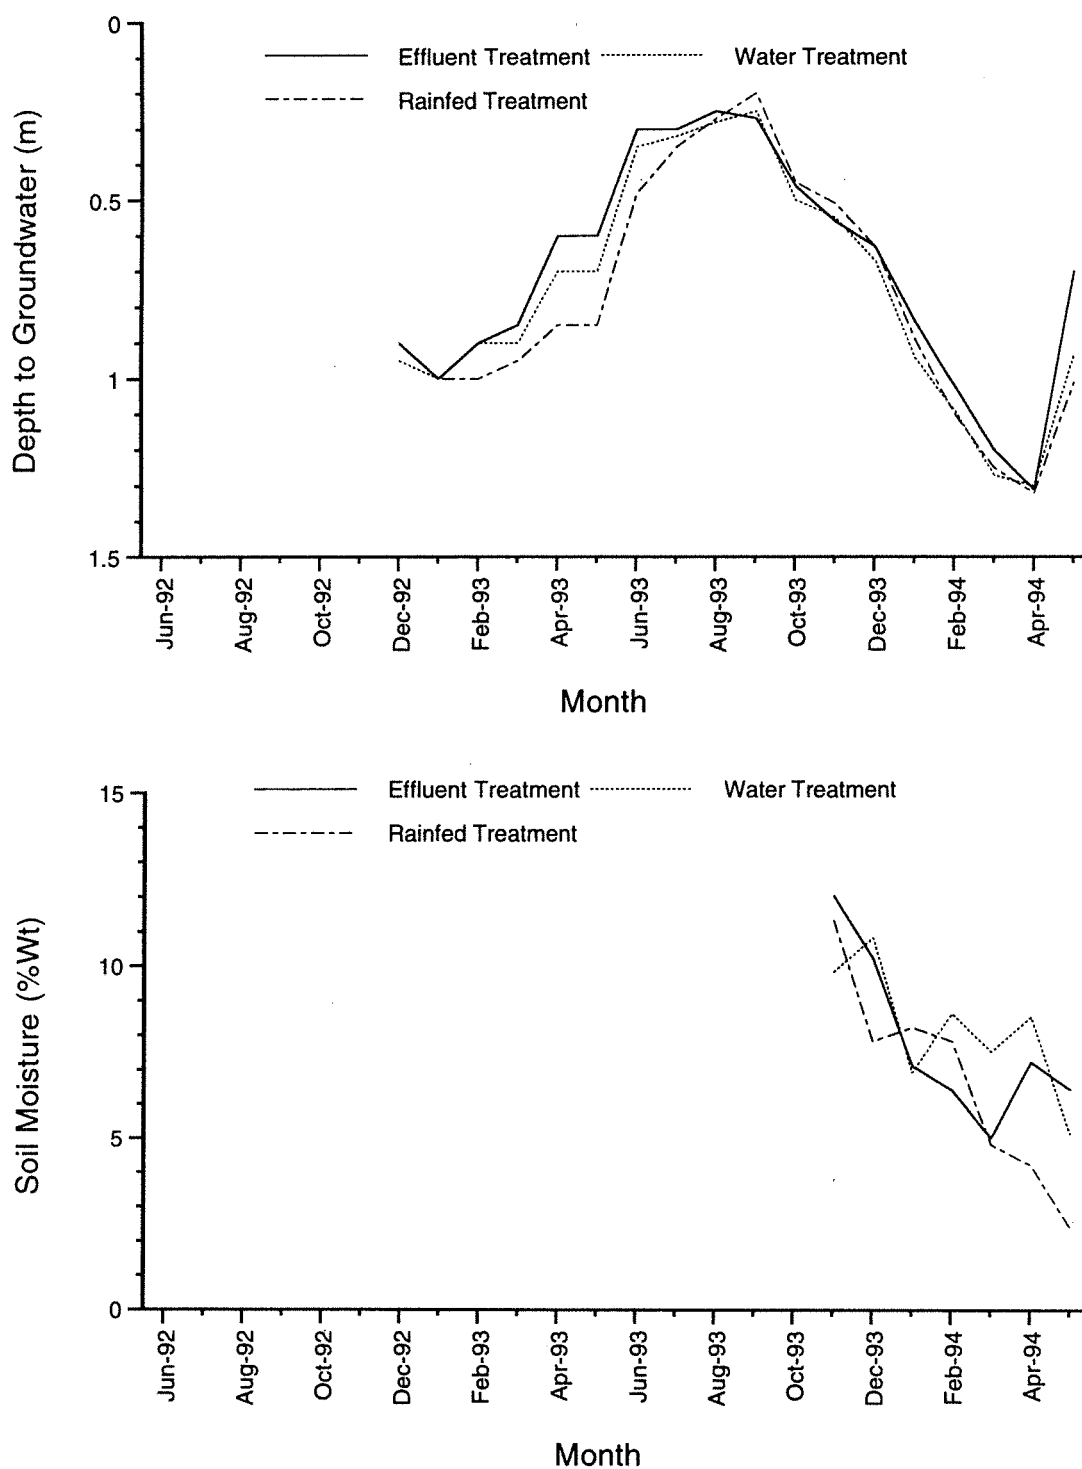 0
Effluent Treatment
Water Treatment
Rainfed Treatment
Depth to Groundwater (m)
0.5
1
1.5
Jun-92
Aug-92
Oct-92
Dec-92
Feb-93
Apr-93
Jun-93
Aug-93
Oct-93
Dec-93
Feb-94
Apr-94
Month
15
Effluent Treatment
Water Treatment
Rainfed Treatment
Soil Moisture (%Wt)
10
5
0
Jun-92
Aug-92
Oct-92
Dec-92
Feb-93
Apr-93
Jun-93
Aug-93
Oct-93
Dec-93
Feb-94
Apr-94
Month